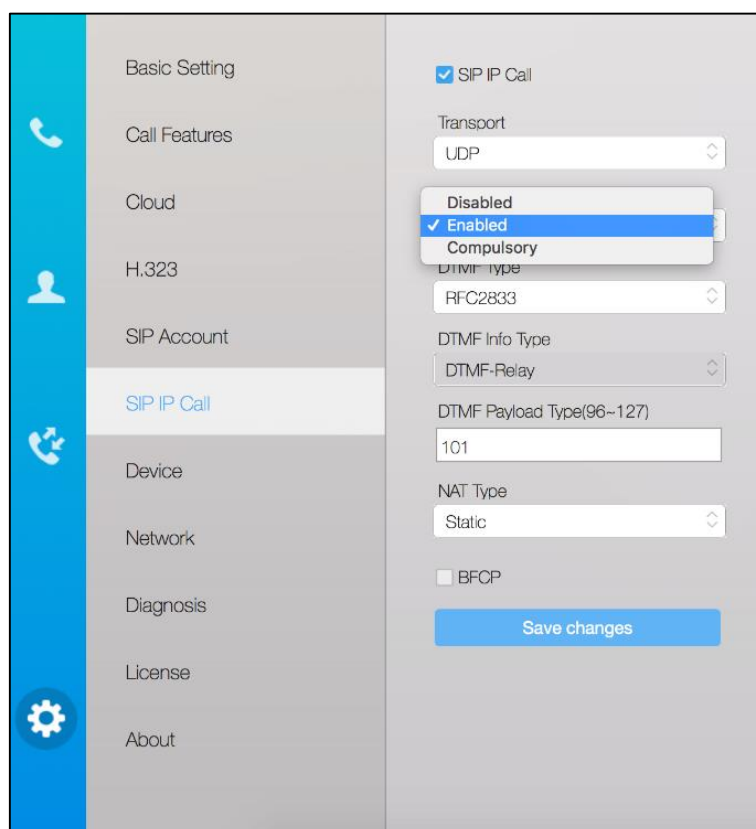 Basic Setting
Call Features
Cloud
H.323
SIP Account
SIP IP Call
Device
Network
Diagnosis
License
About
SIP IP Call
Transport
UDP
Disabled
✓ Enabled
Compulsory
DTMF Type
RFC2833
DTMF Info Type
DTMF-Relay
DTMF Payload Type(96~127)
101
NAT Type
Static
BFCP
Save changes